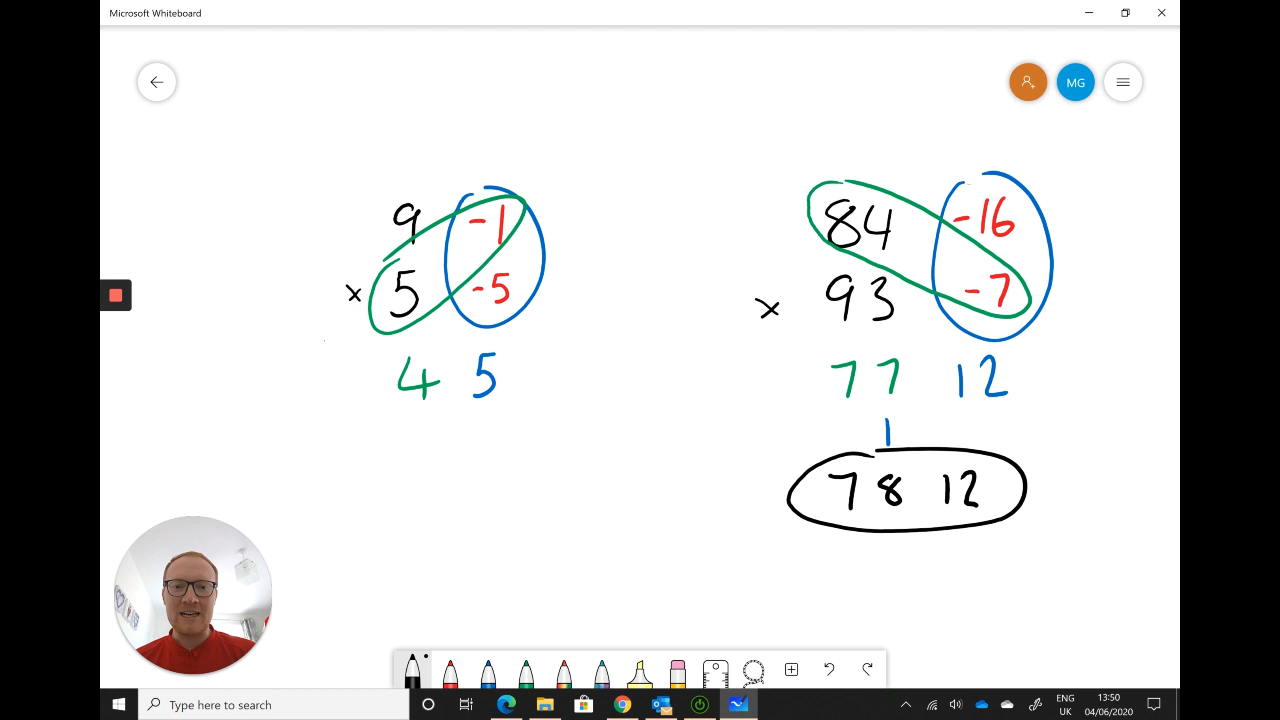 Microsoft Whiteboard
MG
9 -1
× 5 -5
4 5
84 -16
× 93 -7
77 12
1
78 12
Type here to search
ENG
UK
13:50
04/06/2020